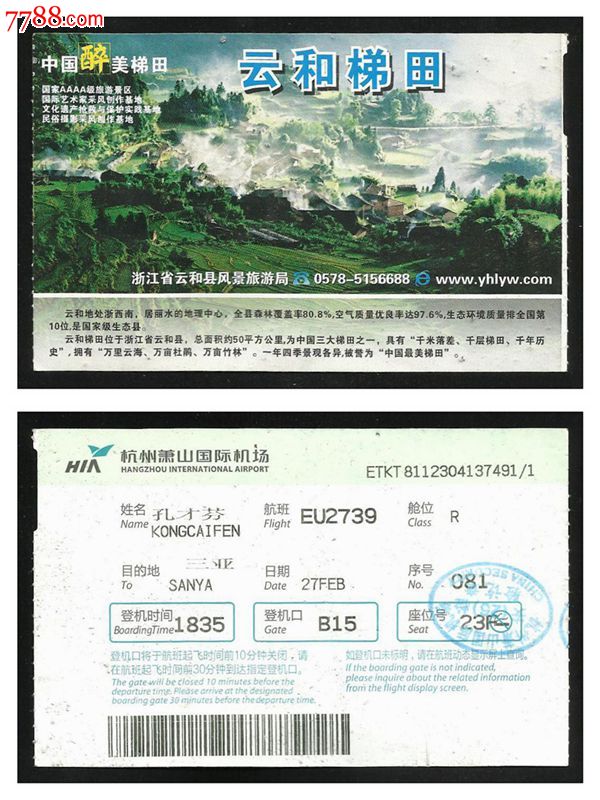 7788.com
中国醉美梯田
云和梯田
国家AAAA级旅游景区
国际艺术家采风创作基地
文化遗产抢救与保护实践基地
民俗摄影采风创作基地
浙江省云和县风景旅游局 0578-5156688 www.yhlyw.com
云和地处浙西南，居丽水的地理中心，全县森林覆盖率80.8%,空气质量优良率达97.6%,生态环境质量排全国第
10位,是国家级生态县。
云和梯田位于浙江省云和县，总面积约50平方公里,为中国三大梯田之一，具有“千米落差、千层梯田、千年历
史”，拥有“万里云海、万亩杜鹃、万亩竹林”。一年四季景观各异,被誉为“中国最美梯田”。
HIA 杭州萧山国际机场
HANGZHOU INTERNATIONAL AIRPORT
ETKT 8112304137491/1
姓名 孔才芬 航班 EU2739 舱位 R
Name KONGCAIFEN Flight Class
目的地 三亚 日期 27FEB 序号 081
To SANYA Date No.
登机时间 1835 登机口 B15 座位号
BoardingTime Gate Seat 23
CHINA SECURITY
登机口将于航班起飞时间前10分钟关闭，请
在航班起飞时间前30分钟到达指定登机口。
The gate will be closed 10 minutes before the
departure time. Please arrive at the designated
boarding gate 30 minutes before the departure time.
如登机口未标明，请在航班动态显示屏上查询。
If the boarding gate is not indicated,
please inquire about the related information
from the flight display screen.